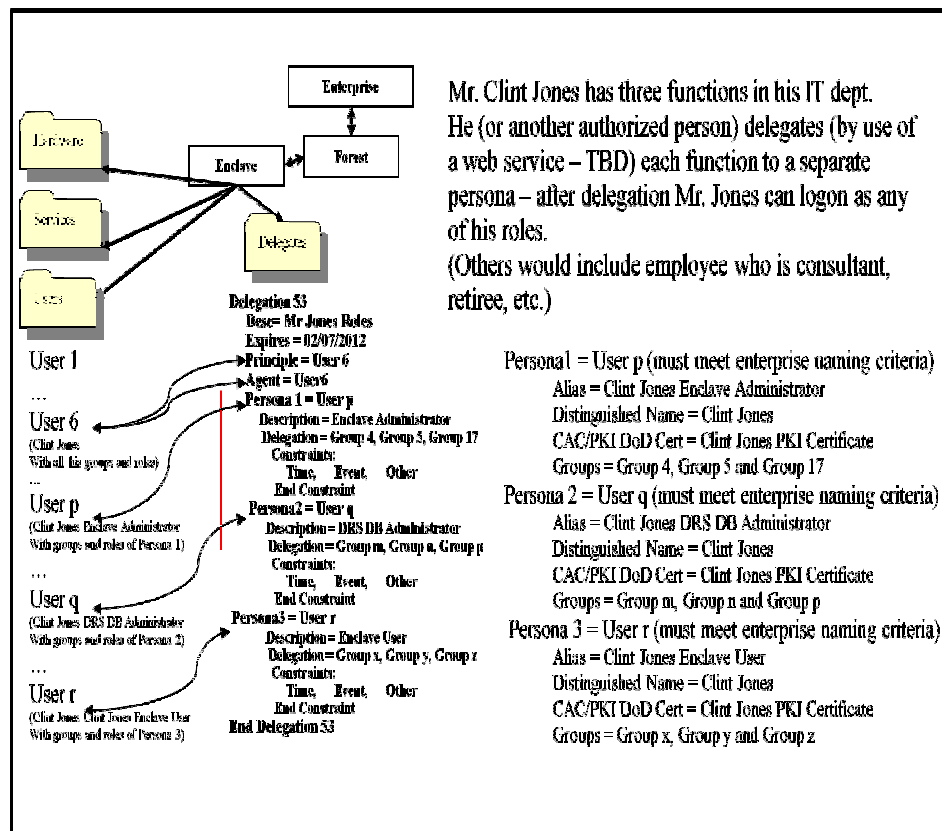 Enterprise
Forest
Enclave
Hardware
Services
Users
Delegates
Mr. Clint Jones has three functions in his IT dept.
He (or another authorized person) delegates (by use of
a web service – TBD) each function to a separate
persona – after delegation Mr. Jones can logon as any
of his roles.
(Others would include employee who is consultant,
retiree, etc.)
User 1
...
User 6
(Clint Jones
With all his groups and roles)
...
User p
(Clint Jones Enclave Administrator
With groups and roles of Persona 1)
...
User q
(Clint Jones DRS DB Administrator
With groups and roles of Persona 2)
...
User r
(Clint Jones Clint Jones Enclave User
With groups and roles of Persona 3)
Delegation 53
Desc= Mr Jones Roles
Expires = 02/07/2012
Principle = User 6
Agent = User6
Persona 1 = User p
Description = Enclave Administrator
Delegation = Group 4, Group 5, Group 17
Constraints:
Time, Event, Other
End Constraint
Persona2 = User q
Description = DRS DB Administrator
Delegation = Group m, Group n, Group p
Constraints:
Time, Event, Other
End Constraint
Persona3 = User r
Description = Enclave User
Delegation = Group x, Group y, Group z
Constraints:
Time, Event, Other
End Constraint
End Delegation 53
Persona1 = User p (must meet enterprise naming criteria)
Alias = Clint Jones Enclave Administrator
Distinguished Name = Clint Jones
CAC/PKI DoD Cert = Clint Jones PKI Certificate
Groups = Group 4, Group 5 and Group 17
Persona 2 = User q (must meet enterprise naming criteria)
Alias = Clint Jones DRS DB Administrator
Distinguished Name = Clint Jones
CAC/PKI DoD Cert = Clint Jones PKI Certificate
Groups = Group m, Group n and Group p
Persona 3 = User r (must meet enterprise naming criteria)
Alias = Clint Jones Enclave User
Distinguished Name = Clint Jones
CAC/PKI DoD Cert = Clint Jones PKI Certificate
Groups = Group x, Group y and Group z